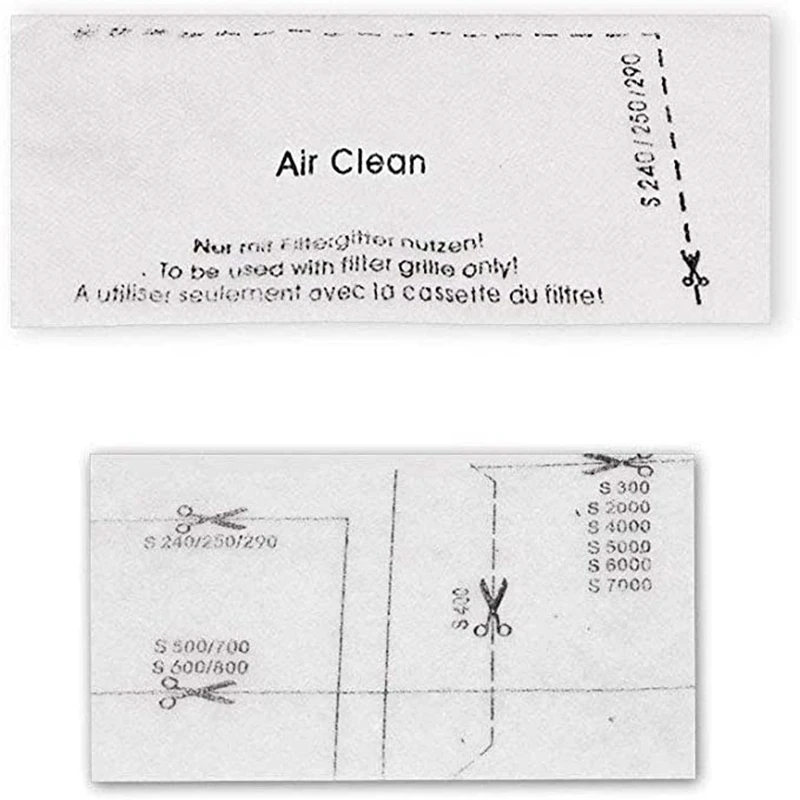 S 240/250/290
Air Clean
Nur mit Filtergitter nutzen!
To be used with filter grille only!
A utiliser seulement avec la cassette du filtre!
S 300
S 2000
S 4000
S 5000
S 6000
S 7000
S 240/250/290
S 400
S 500/700
S 600/800